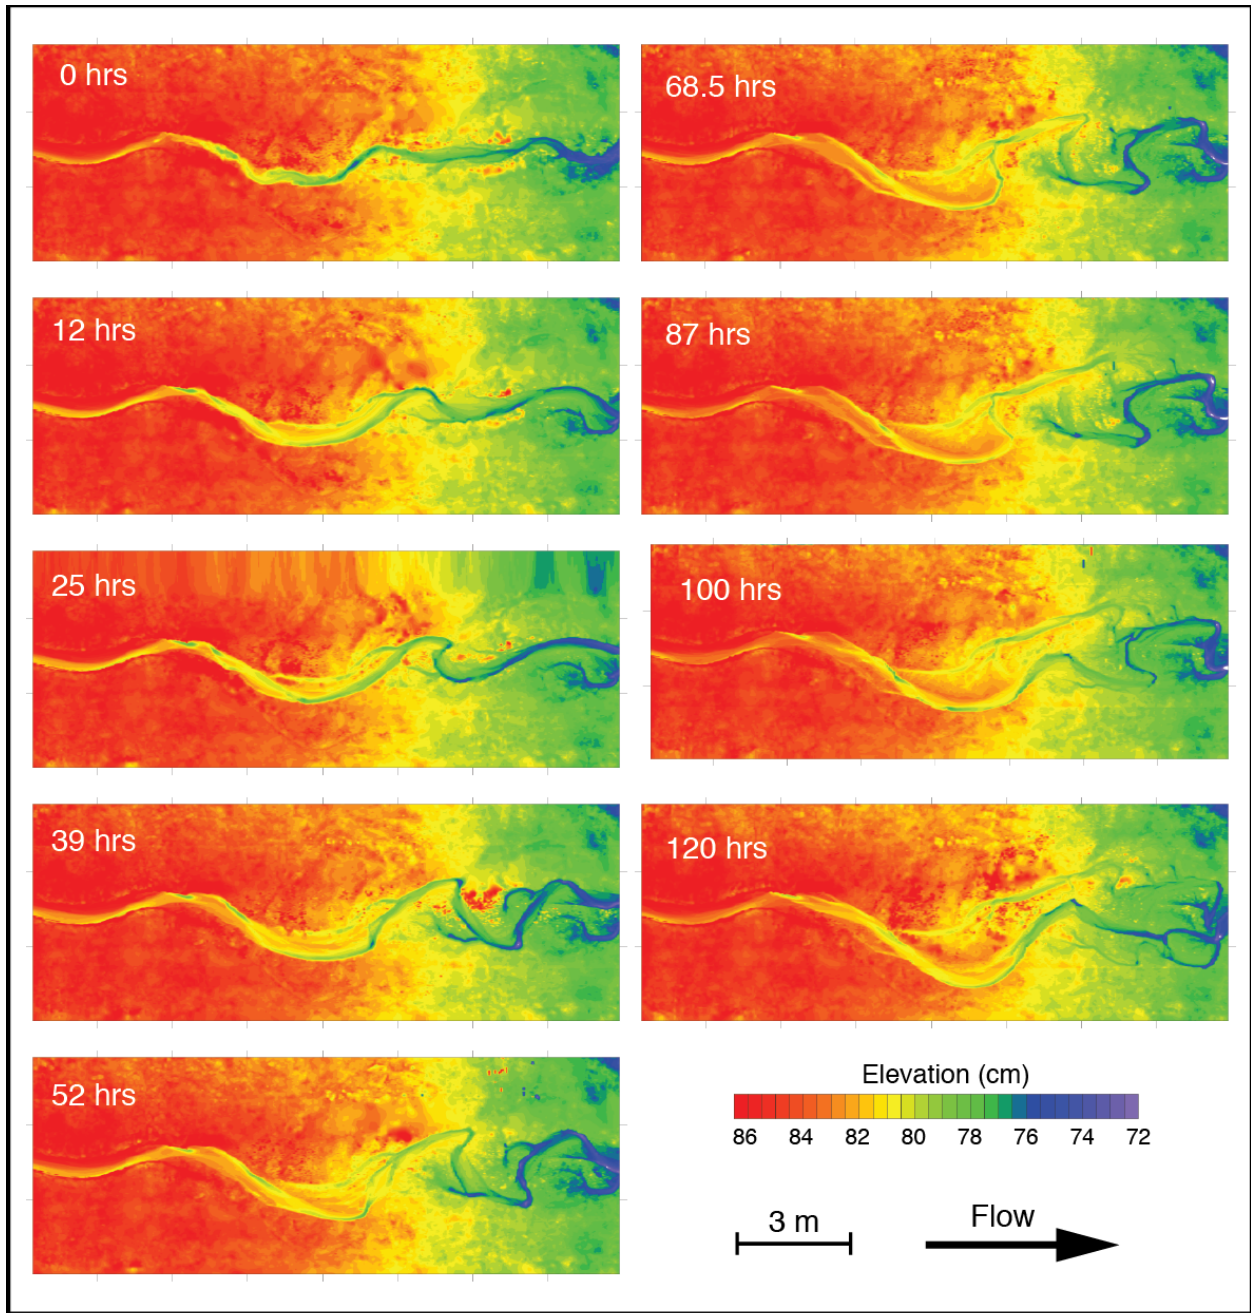 0 hrs
12 hrs
25 hrs
39 hrs
52 hrs
68.5 hrs
87 hrs
100 hrs
120 hrs
Elevation (cm)
86 84 82 80 78 76 74 72
3 m
Flow